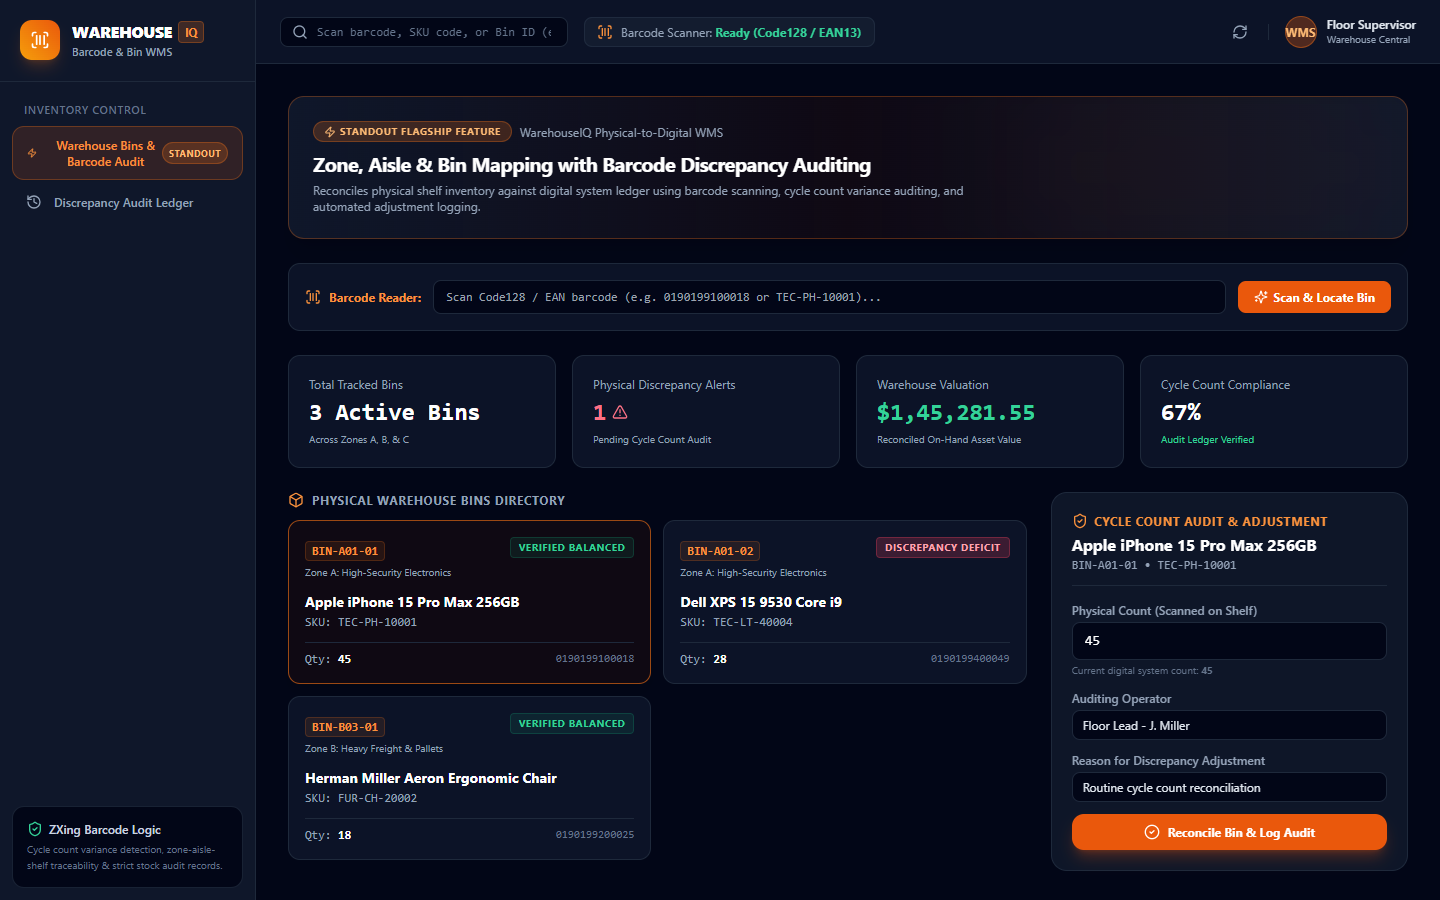 WAREHOUSE IQ
Barcode & Bin WMS
INVENTORY CONTROL
Warehouse Bins &
Barcode Audit
STANDOUT
Discrepancy Audit Ledger
ZXing Barcode Logic
Cycle count variance detection, zone-aisle-
shelf traceability & strict stock audit records.
Scan barcode, SKU code, or Bin ID (e
Barcode Scanner: Ready (Code128 / EAN13)
WMS
Floor Supervisor
Warehouse Central
STANDOUT FLAGSHIP FEATURE
WarehouseIQ Physical-to-Digital WMS
Zone, Aisle & Bin Mapping with Barcode Discrepancy Auditing
Reconciles physical shelf inventory against digital system ledger using barcode scanning, cycle count variance auditing, and
automated adjustment logging.
Barcode Reader:
Scan Code128 / EAN barcode (e.g. 0190199100018 or TEC-PH-10001)...
Scan & Locate Bin
Total Tracked Bins
3 Active Bins
Across Zones A, B, & C
Physical Discrepancy Alerts
1
Pending Cycle Count Audit
Warehouse Valuation
$1,45,281.55
Reconciled On-Hand Asset Value
Cycle Count Compliance
67%
Audit Ledger Verified
PHYSICAL WAREHOUSE BINS DIRECTORY
BIN-A01-01
VERIFIED BALANCED
Zone A: High-Security Electronics
Apple iPhone 15 Pro Max 256GB
SKU: TEC-PH-10001
Qty: 45
0190199100018
BIN-A01-02
DISCREPANCY DEFICIT
Zone A: High-Security Electronics
Dell XPS 15 9530 Core i9
SKU: TEC-LT-40004
Qty: 28
0190199400049
BIN-B03-01
VERIFIED BALANCED
Zone B: Heavy Freight & Pallets
Herman Miller Aeron Ergonomic Chair
SKU: FUR-CH-20002
Qty: 18
0190199200025
CYCLE COUNT AUDIT & ADJUSTMENT
Apple iPhone 15 Pro Max 256GB
BIN-A01-01 • TEC-PH-10001
Physical Count (Scanned on Shelf)
45
Current digital system count: 45
Auditing Operator
Floor Lead - J. Miller
Reason for Discrepancy Adjustment
Routine cycle count reconciliation
Reconcile Bin & Log Audit